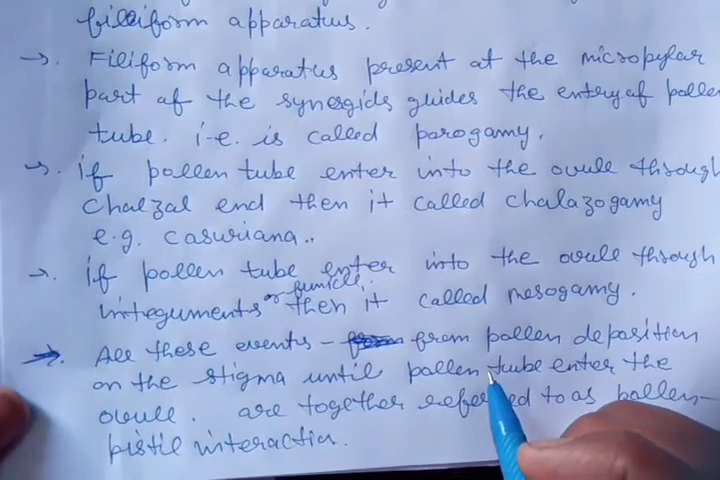 filiform apparatus.
→. Filiform apparatus present at the micropylar
part of the synergids guides the entry of pollen
tube. i-e. is called porogamy.
→. if pollen tube enter into the ovule through
Chalzal end then it called chalazogamy
e.g. casuriana..
→. if pollen tube enter into the ovule through
integuments or funicle. then it called mesogamy.
→. All these events - from pollen deposition
on the stigma until pollen tube enter the
ovule. are together referred to as pollen-
pistil interaction.